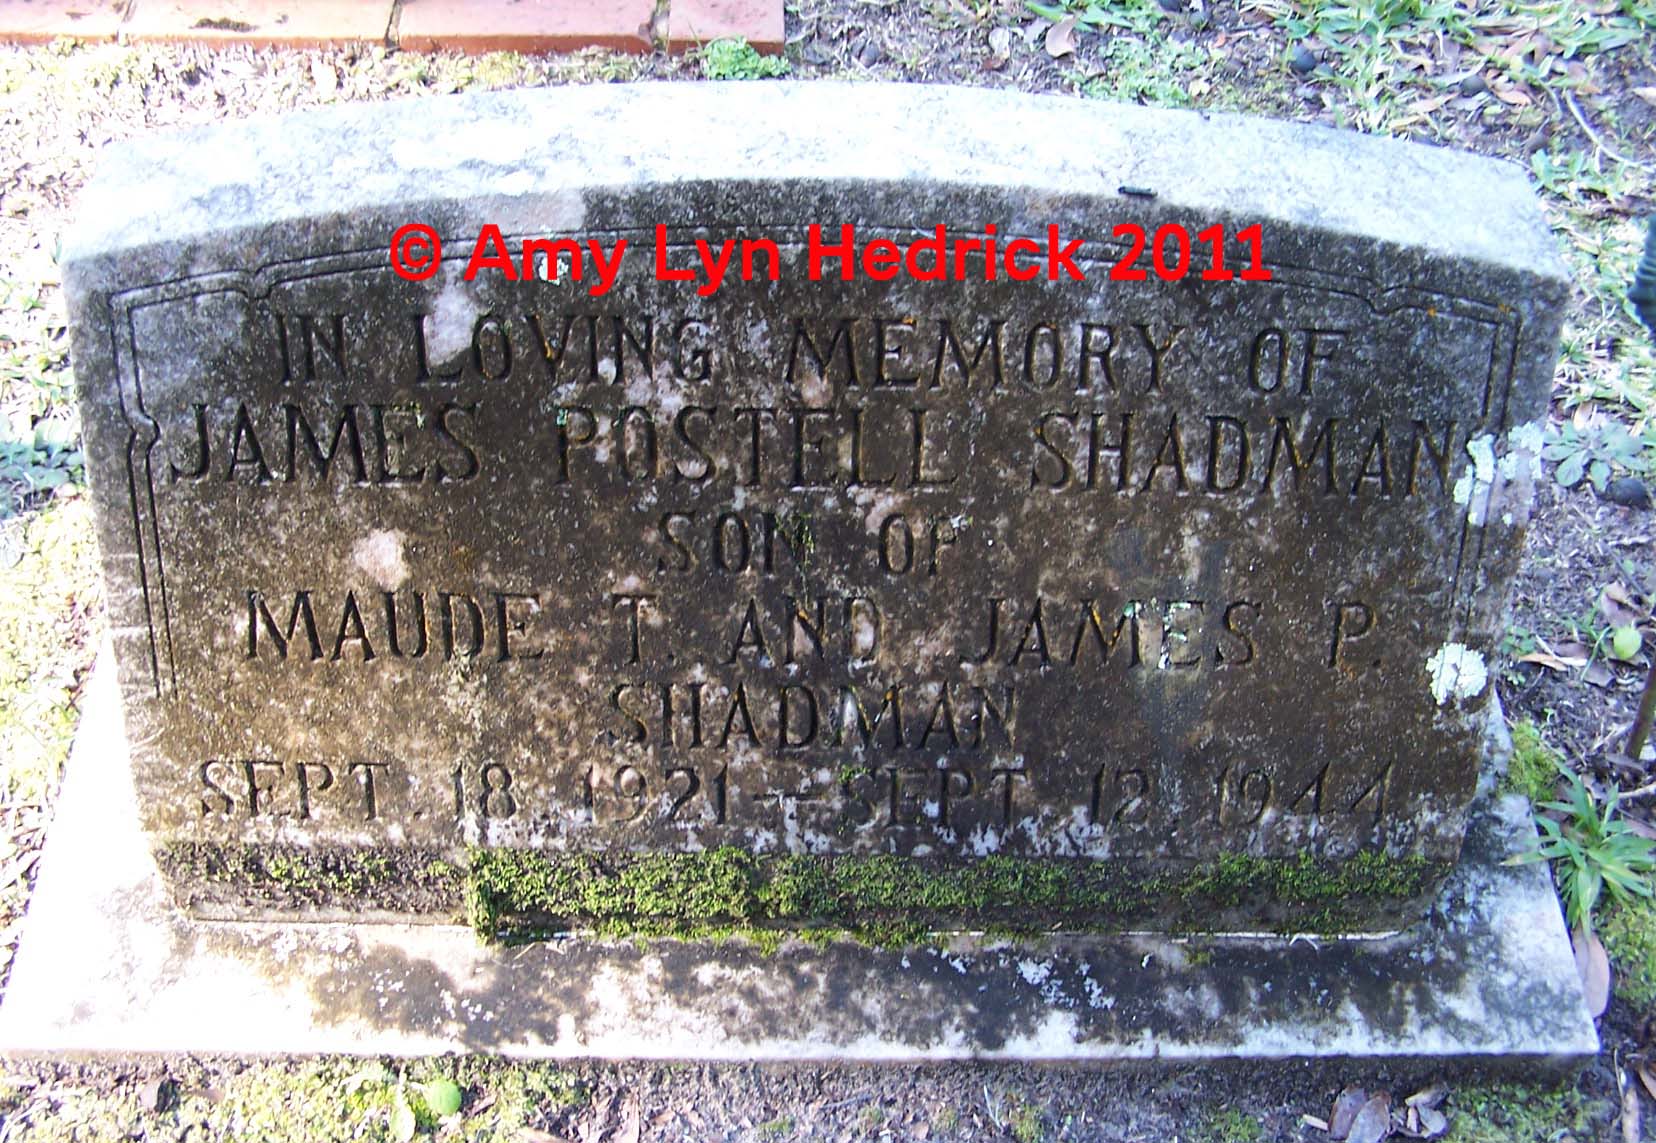 © Amy Lyn Hedrick 2011
IN LOVING MEMORY OF
JAMES POSTELL SHADMAN
SON OF
MAUDE T. AND JAMES P.
SHADMAN
SEPT. 18, 1921 — SEPT. 12, 1944